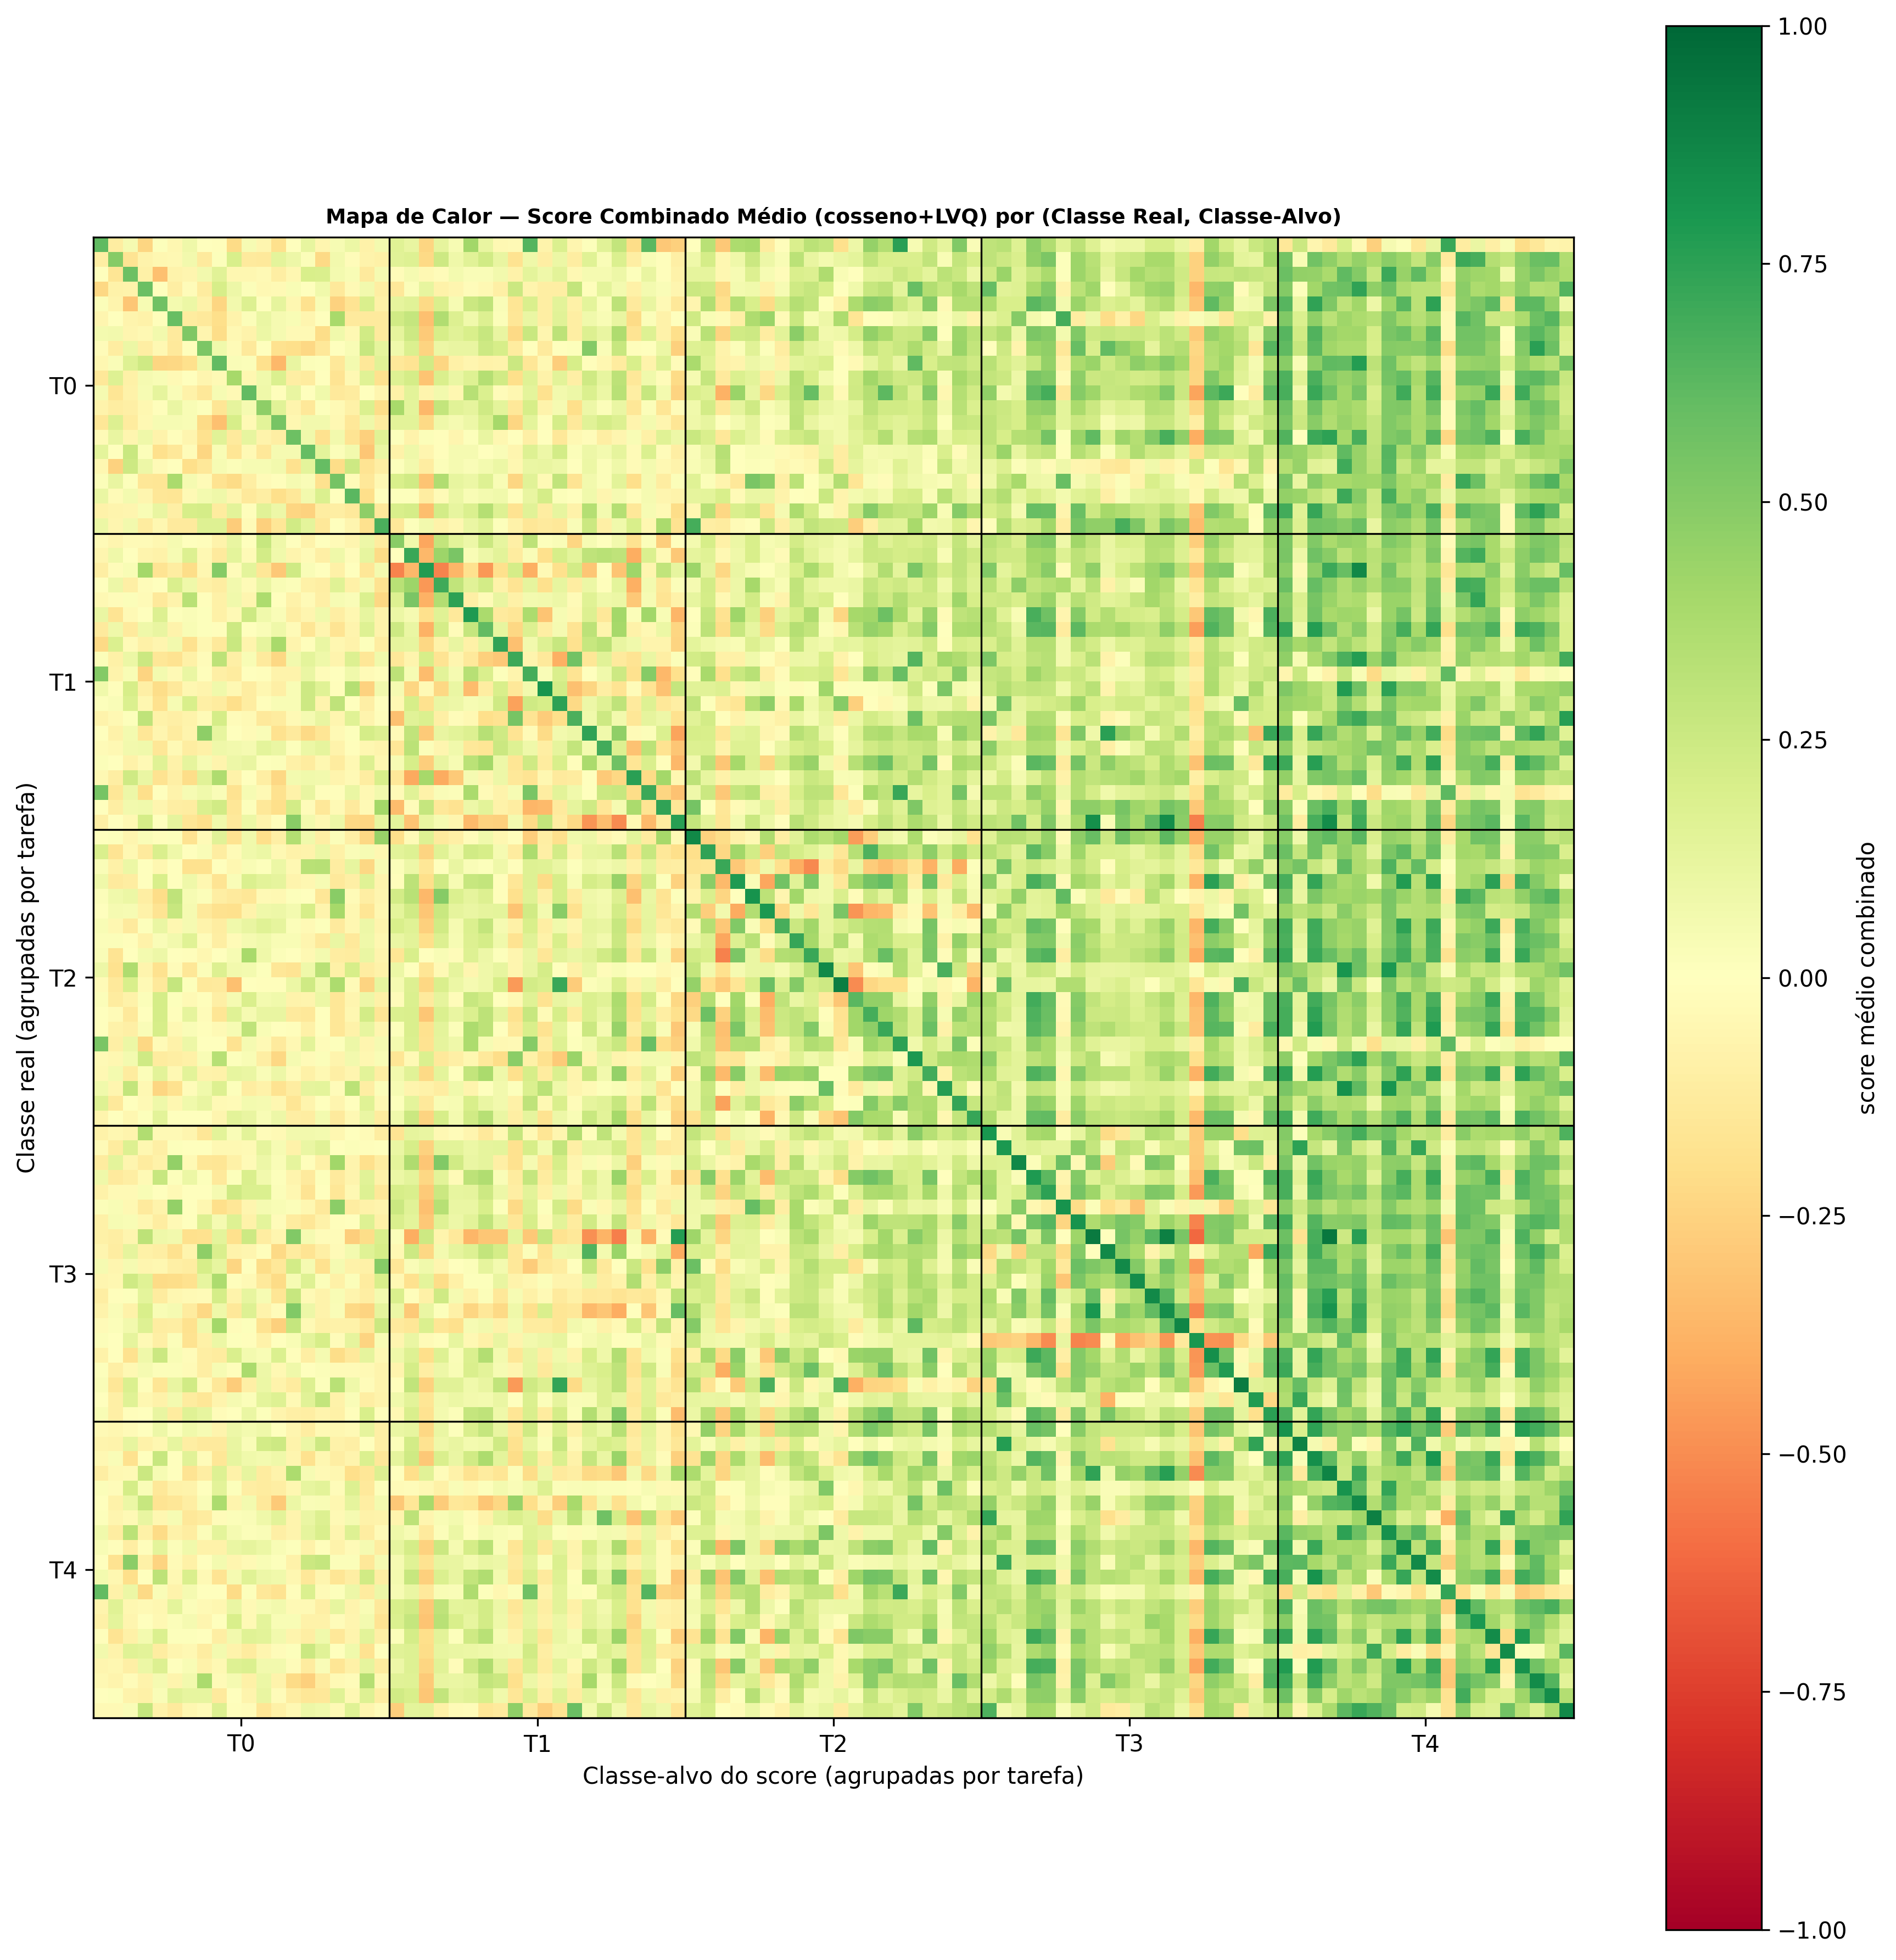 Mapa de Calor — Score Combinado Médio (cosseno+LVQ) por (Classe Real, Classe-Alvo)
Classe real (agrupadas por tarefa)
T0
T1
T2
T3
T4
T0 T1 T2 T3 T4
Classe-alvo do score (agrupadas por tarefa)
1.00
0.75
0.50
0.25
0.00
−0.25
−0.50
−0.75
−1.00
score médio combinado